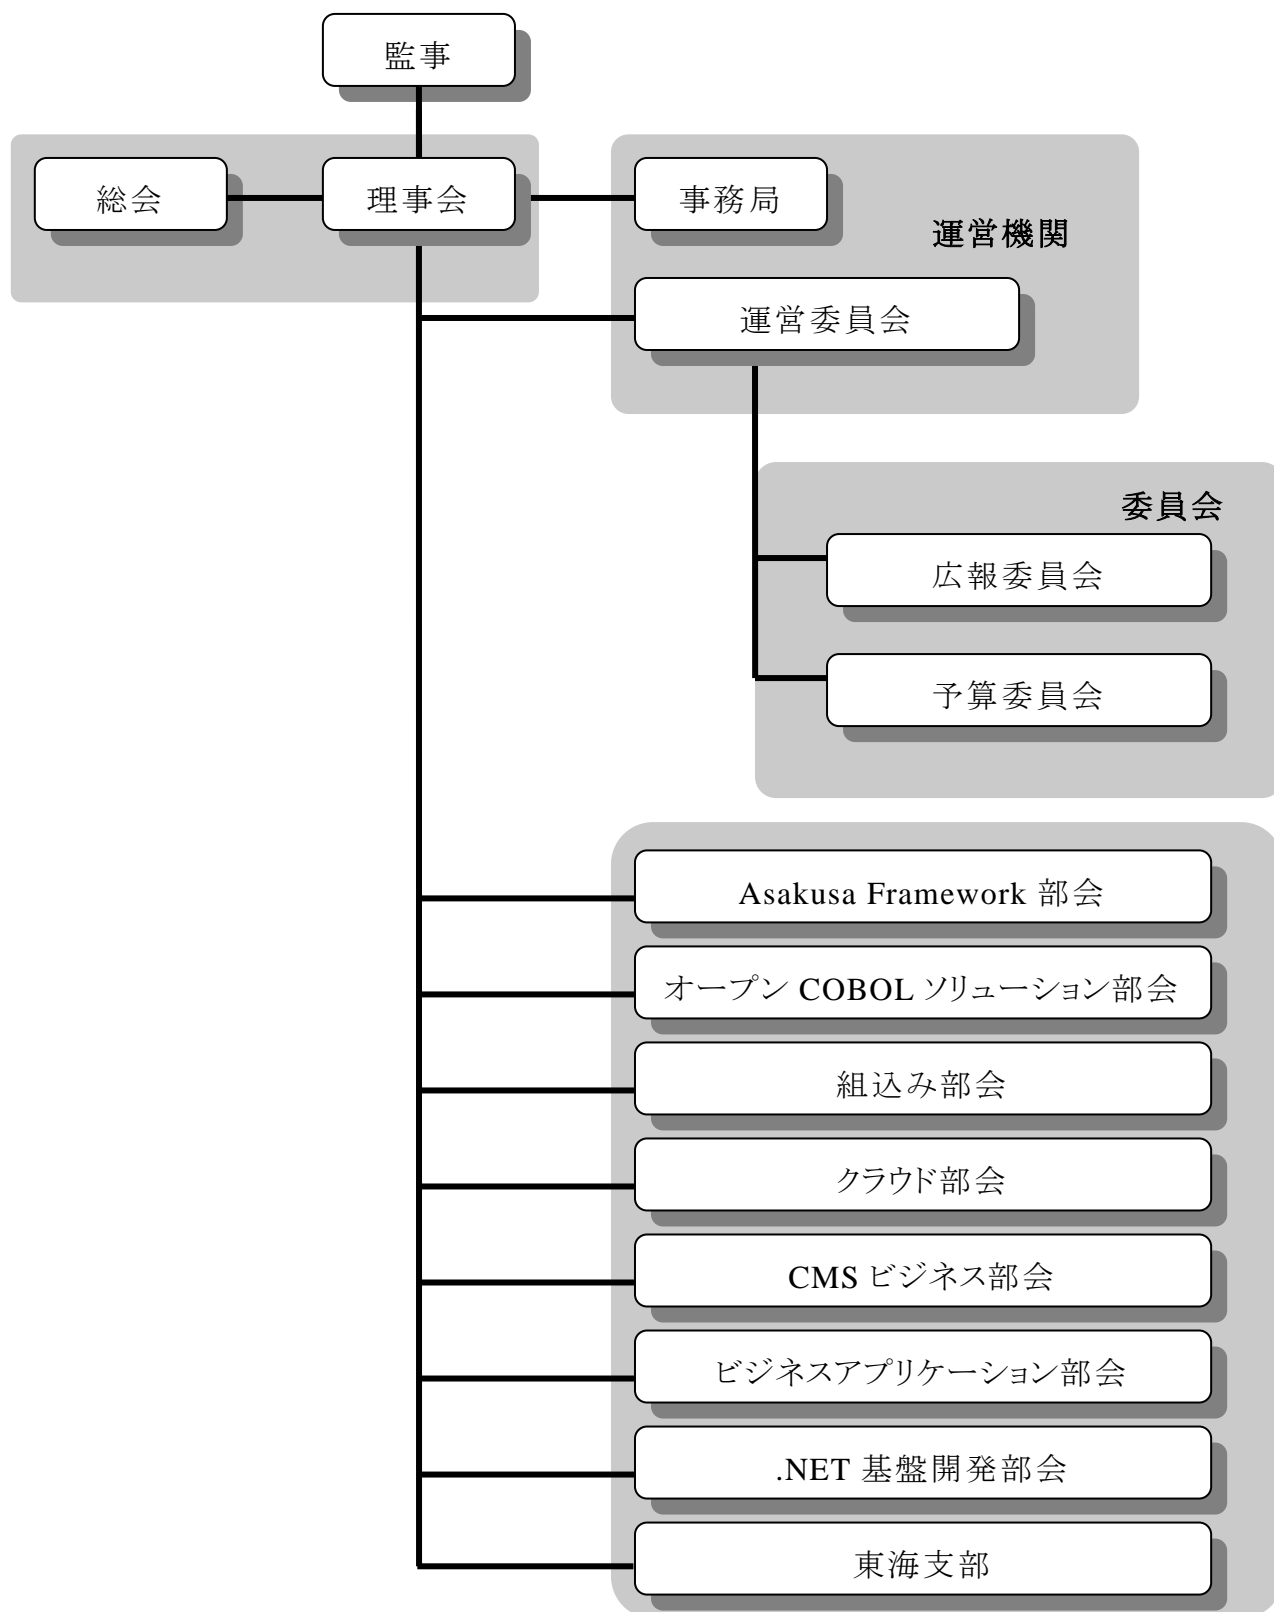 監事
総会
理事会
事務局
運営機関
運営委員会
委員会
広報委員会
予算委員会
Asakusa Framework 部会
オープン COBOL ソリューション部会
組込み部会
クラウド部会
CMS ビジネス部会
ビジネスアプリケーション部会
.NET 基盤開発部会
東海支部